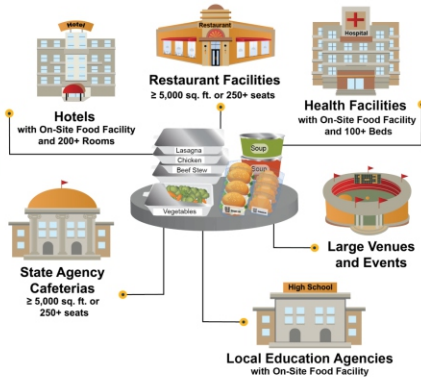 Hotel
Hotels
with On-Site Food Facility
and 200+ Rooms
Restaurant
Restaurant Facilities
≥ 5,000 sq. ft. or 250+ seats
Hospital
Health Facilities
with On-Site Food Facility
and 100+ Beds
Lasagna
Chicken
Beef Stew
Vegetables
Soup
Soup
State Agency
Cafeterias
≥ 5,000 sq. ft. or
250+ seats
Large Venues
and Events
High School
Local Education Agencies
with On-Site Food Facility